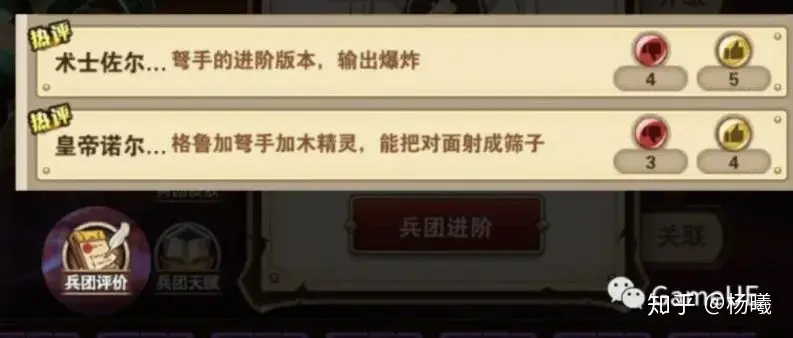 热评
术士佐尔... 弩手的进阶版本，输出爆炸
4 5
热评
皇帝诺尔... 格鲁加弩手加木精灵，能把对面射成筛子
3 4
兵团进阶
关联
兵团评价 兵团天赋
知乎 @杨曦